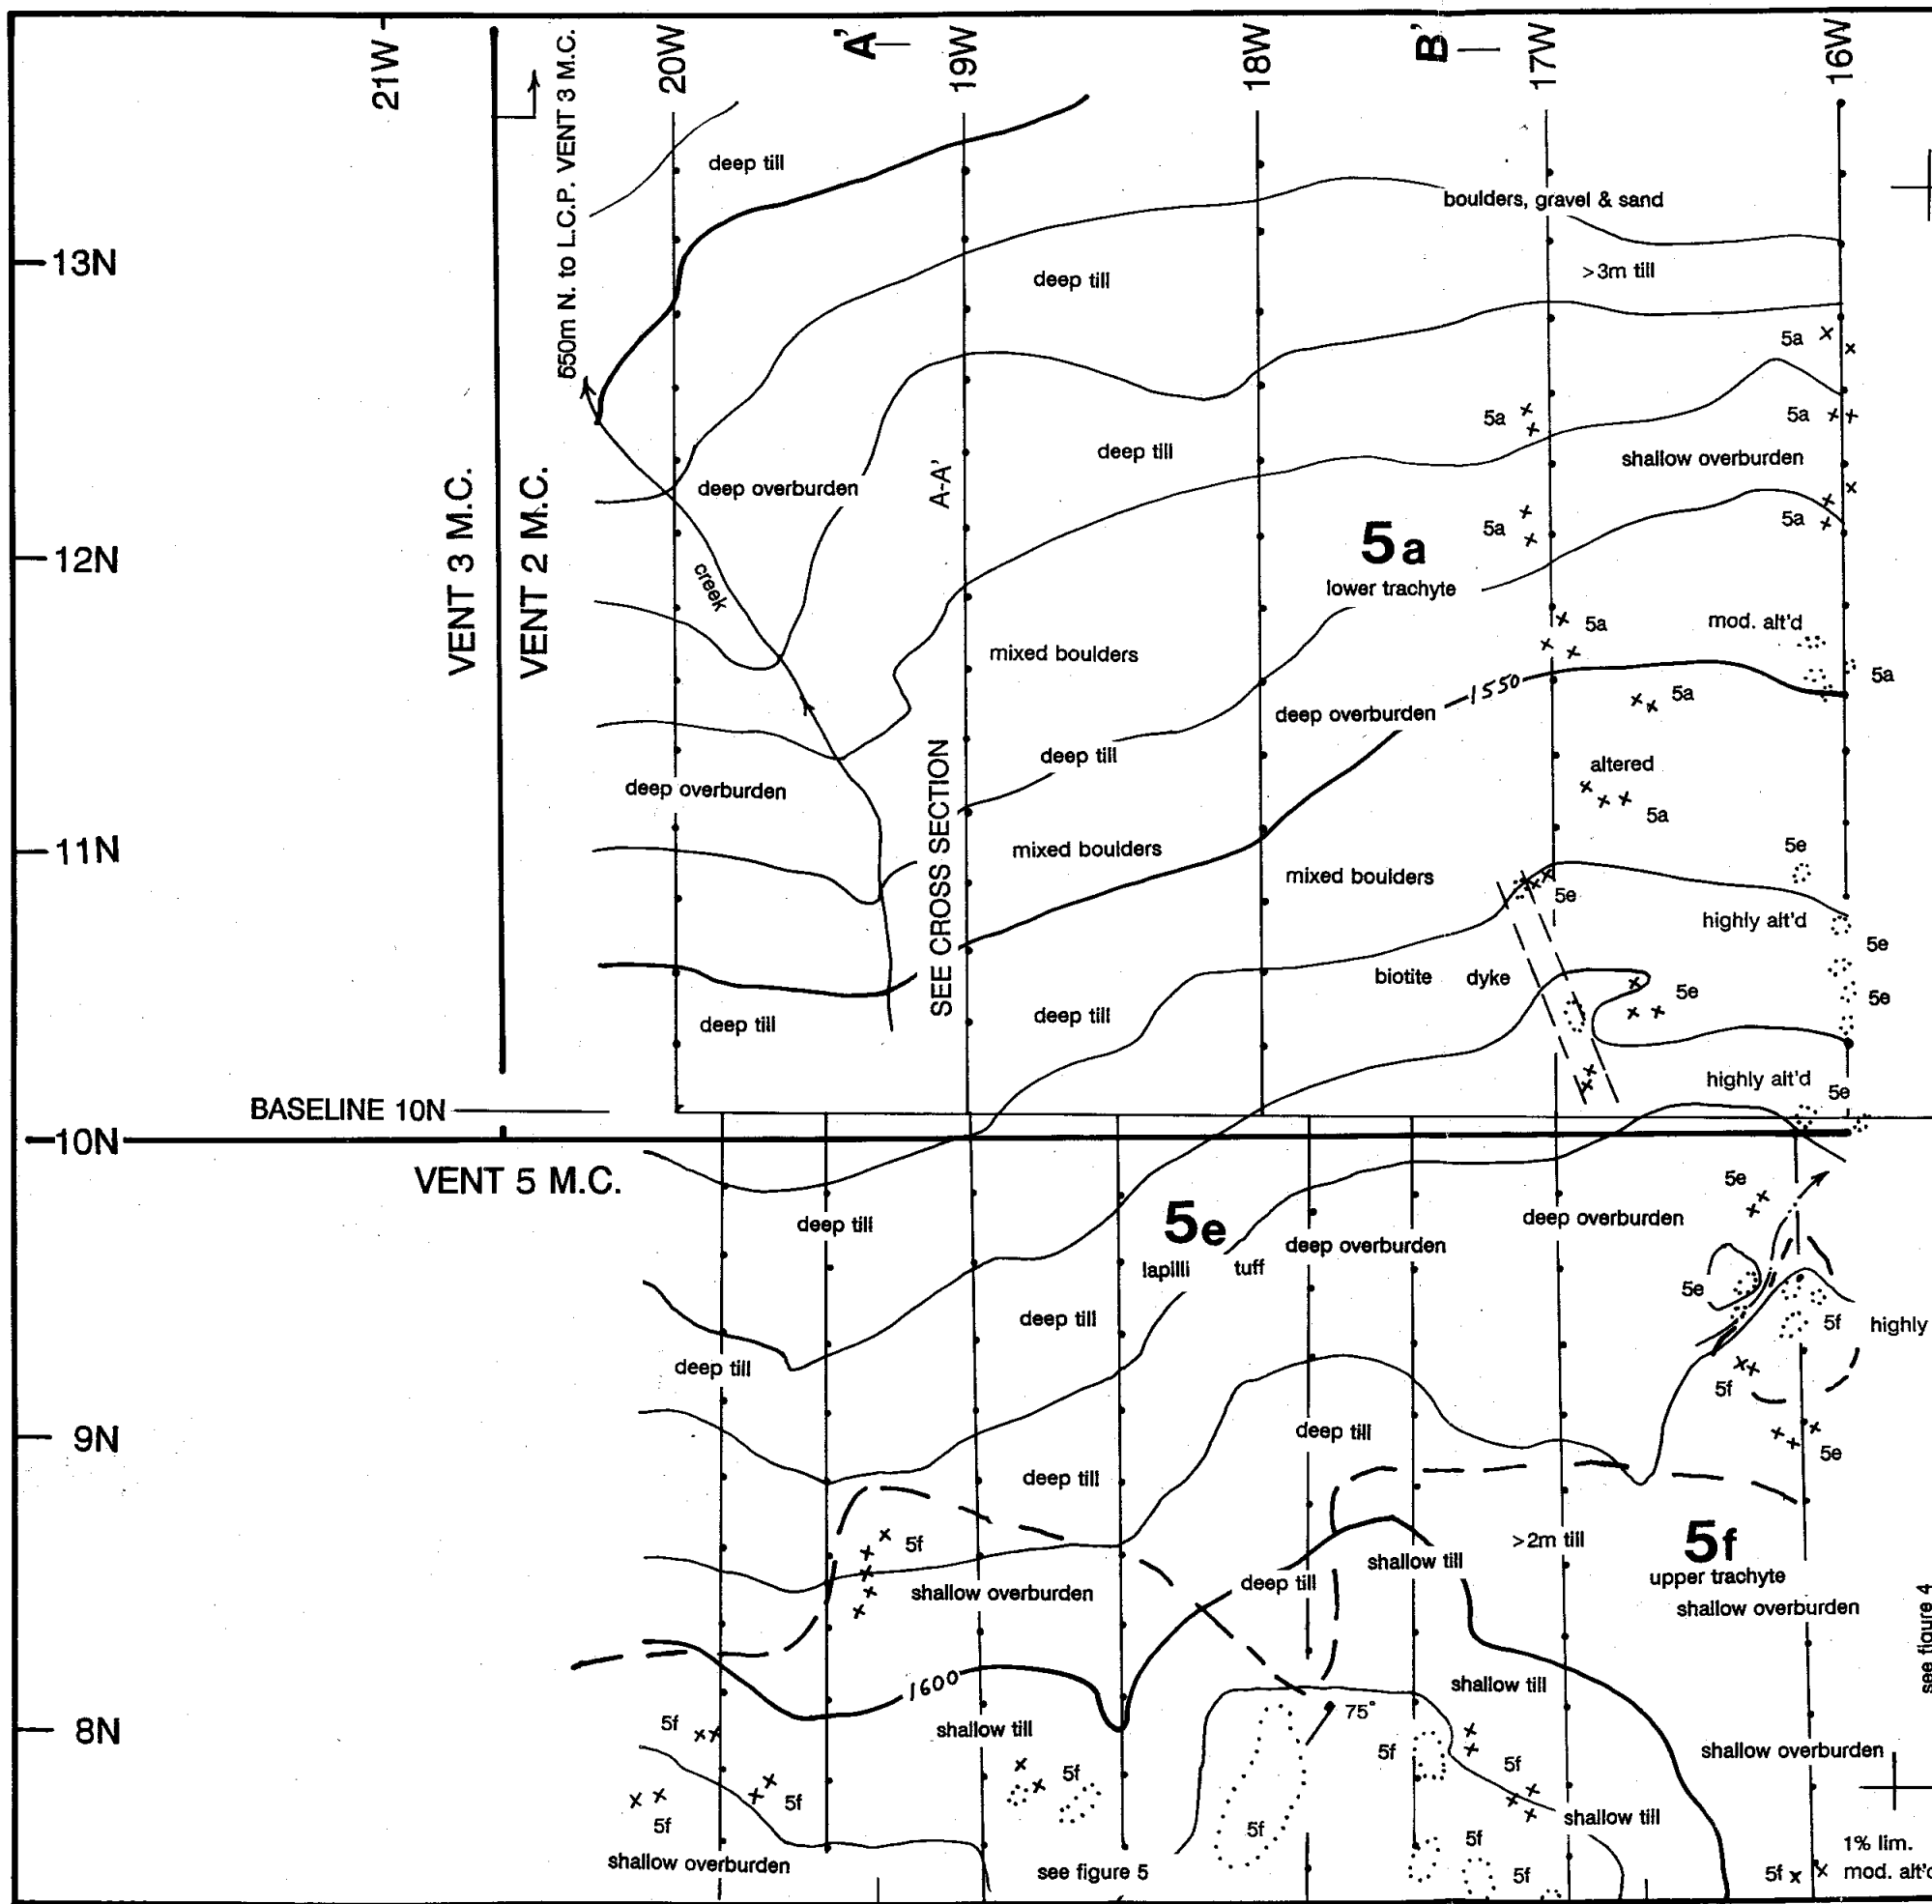 21W
20W
A'
19W
18W
B'
17W
16W
650m N. to L.C.P. VENT 3 M.C.
deep till
boulders, gravel & sand
13N
deep till
>3m till
5a
5a
5a
deep till
shallow overburden
VENT 3 M.C.
VENT 2 M.C.
deep overburden
A-A'
5a
5a
12N
5a
lower trachyte
creek
5a
mod. alt'd
mixed boulders
5a
5a
1550
deep overburden
deep till
altered
deep overburden
5a
11N
mixed boulders
5e
mixed boulders
5e
highly alt'd
5e
SEE CROSS SECTION
biotite dyke
5e
5e
deep till
deep till
highly alt'd
5e
BASELINE 10N
10N
VENT 5 M.C.
5e
5e
deep till
deep overburden
deep overburden
lapilli tuff
5e
deep till
5f
highly
deep till
5f
9N
deep till
5e
deep till
5f
>2m till
5f
shallow till
upper trachyte
deep till
shallow overburden
shallow overburden
see figure 4
1600
shallow till
75°
8N
5f
shallow till
5f
5f
shallow overburden
5f
5f
5f
shallow till
5f
5f
1% lim.
shallow overburden
see figure 5
5f
5f
mod. alt'd